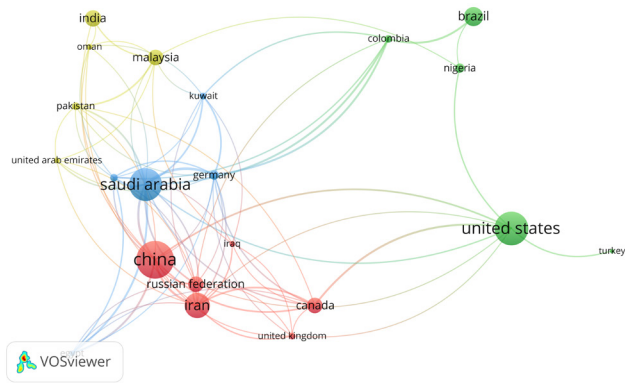 india
brazil
oman
colombia
malaysia
nigeria
kuwait
pakistan
united arab emirates
germany
saudi arabia
united states
iraq
turkey
china
russian federation
iran
canada
united kingdom
egypt
VOSviewer